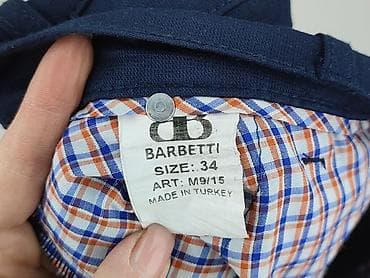 BARBETTI
SIZE: 34
ART: M9/15
MADE IN TURKEY